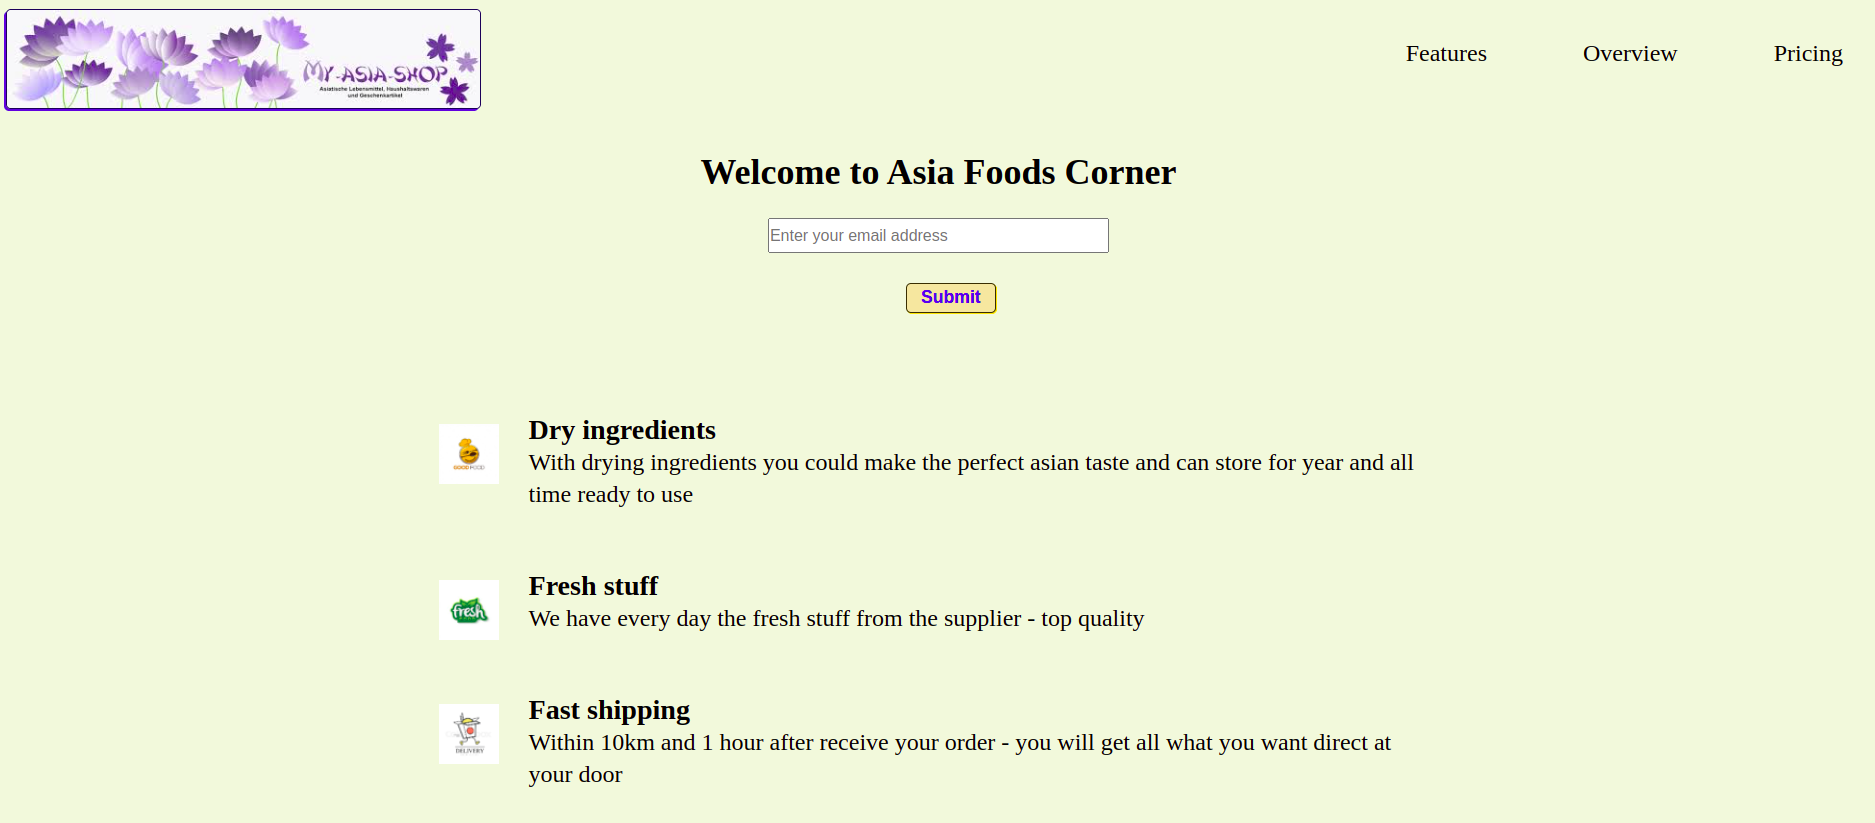 MY-ASIA-SHOP
Asiatische Lebensmittel, Haushaltswaren
und Geschenkartikel
Features
Overview
Pricing
Welcome to Asia Foods Corner
Enter your email address
Submit
GOOD FOOD
Dry ingredients
With drying ingredients you could make the perfect asian taste and can store for year and all
time ready to use
fresh
Fresh stuff
We have every day the fresh stuff from the supplier - top quality
DELIVERY
Fast shipping
Within 10km and 1 hour after receive your order - you will get all what you want direct at
your door